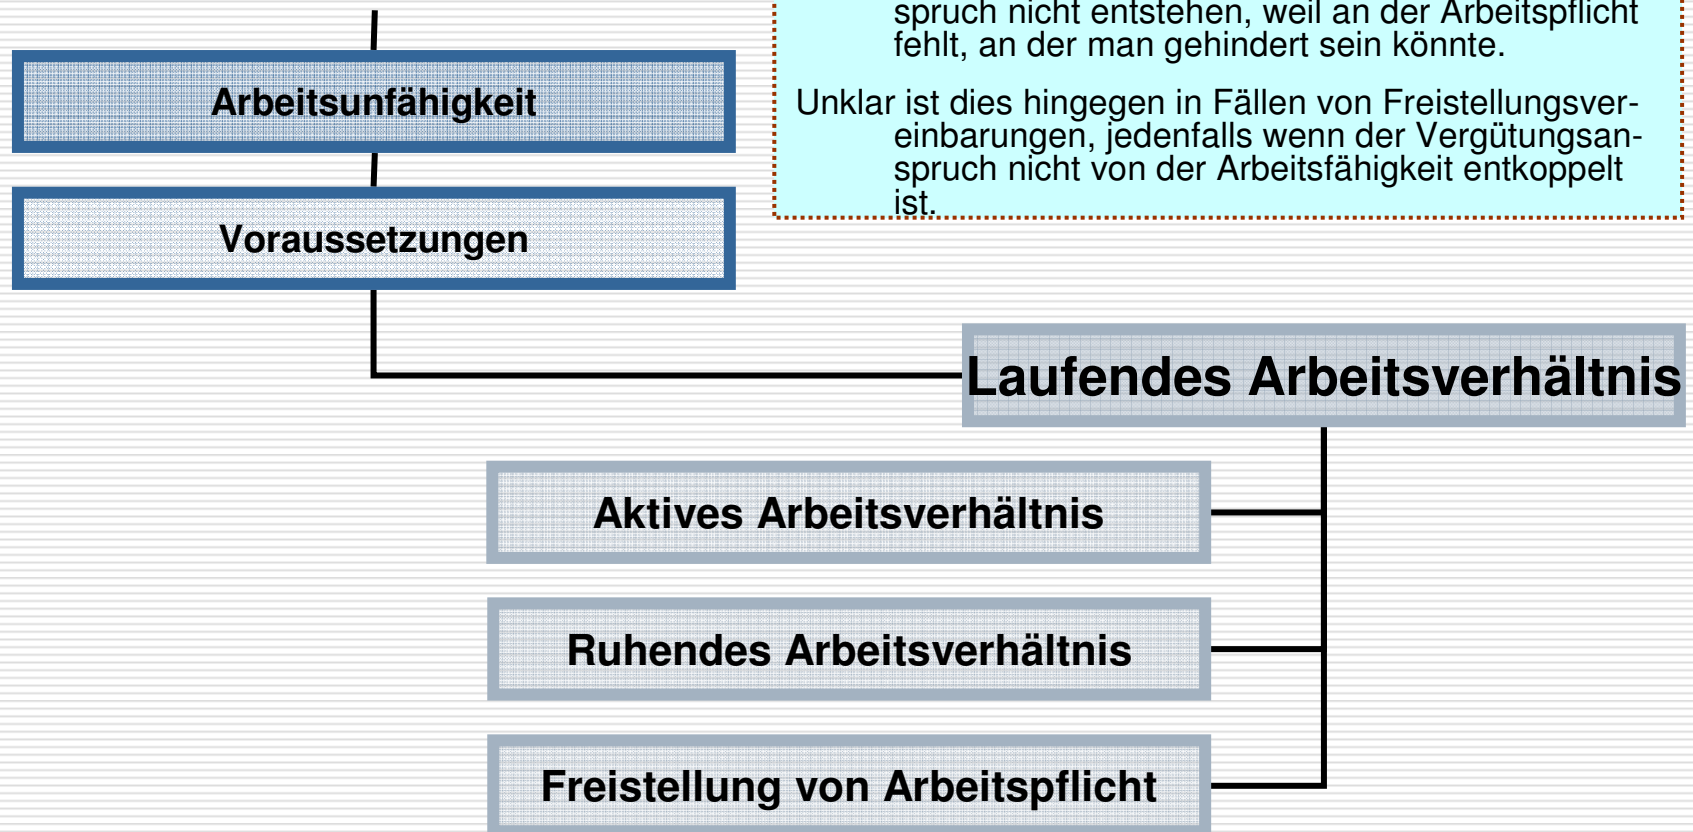 spruch nicht entstehen, weil an der Arbeitspflicht
fehlt, an der man gehindert sein könnte.
Unklar ist dies hingegen in Fällen von Freistellungsver-
einbarungen, jedenfalls wenn der Vergütungsan-
spruch nicht von der Arbeitsfähigkeit entkoppelt
ist.
Arbeitsunfähigkeit
Voraussetzungen
Laufendes Arbeitsverhältnis
Aktives Arbeitsverhältnis
Ruhendes Arbeitsverhältnis
Freistellung von Arbeitspflicht